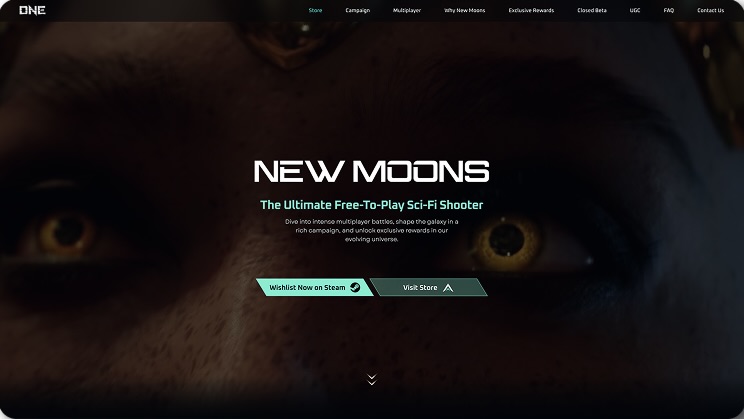 ONE
Store Campaign Multiplayer Why New Moons Exclusive Rewards Closed Beta UGC FAQ Contact Us
NEW MOONS
The Ultimate Free-To-Play Sci-Fi Shooter
Dive into intense multiplayer battles, shape the galaxy in a
rich campaign, and unlock exclusive rewards in our
evolving universe.
Wishlist Now on Steam Visit Store